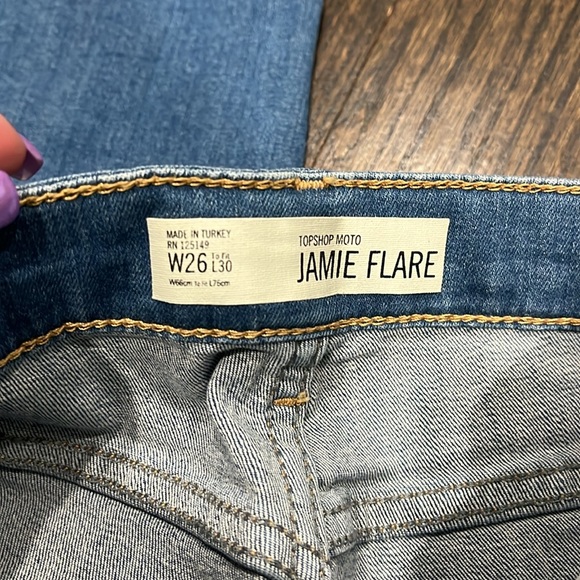 MADE IN TURKEY
RN 125149
W26 To Fit L30
W66cm to fit L76cm
TOPSHOP MOTO
JAMIE FLARE